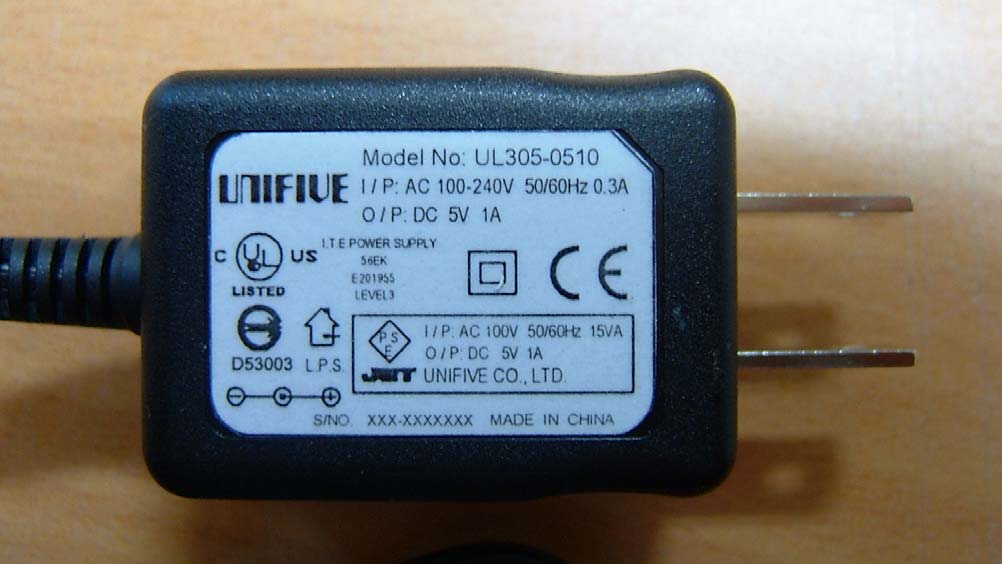 Model No: UL305-0510
UNIFIVE
I/P: AC 100-240V 50/60Hz 0.3A
O/P: DC 5V 1A
C UL US
LISTED
I.T.E POWER SUPPLY
56EK
E201955
LEVEL3
CE
D53003
L.P.S.
PSE
I/P: AC 100V 50/60Hz 15VA
O/P: DC 5V 1A
JET UNIFIVE CO., LTD.
S/NO. XXX-XXXXXXX MADE IN CHINA